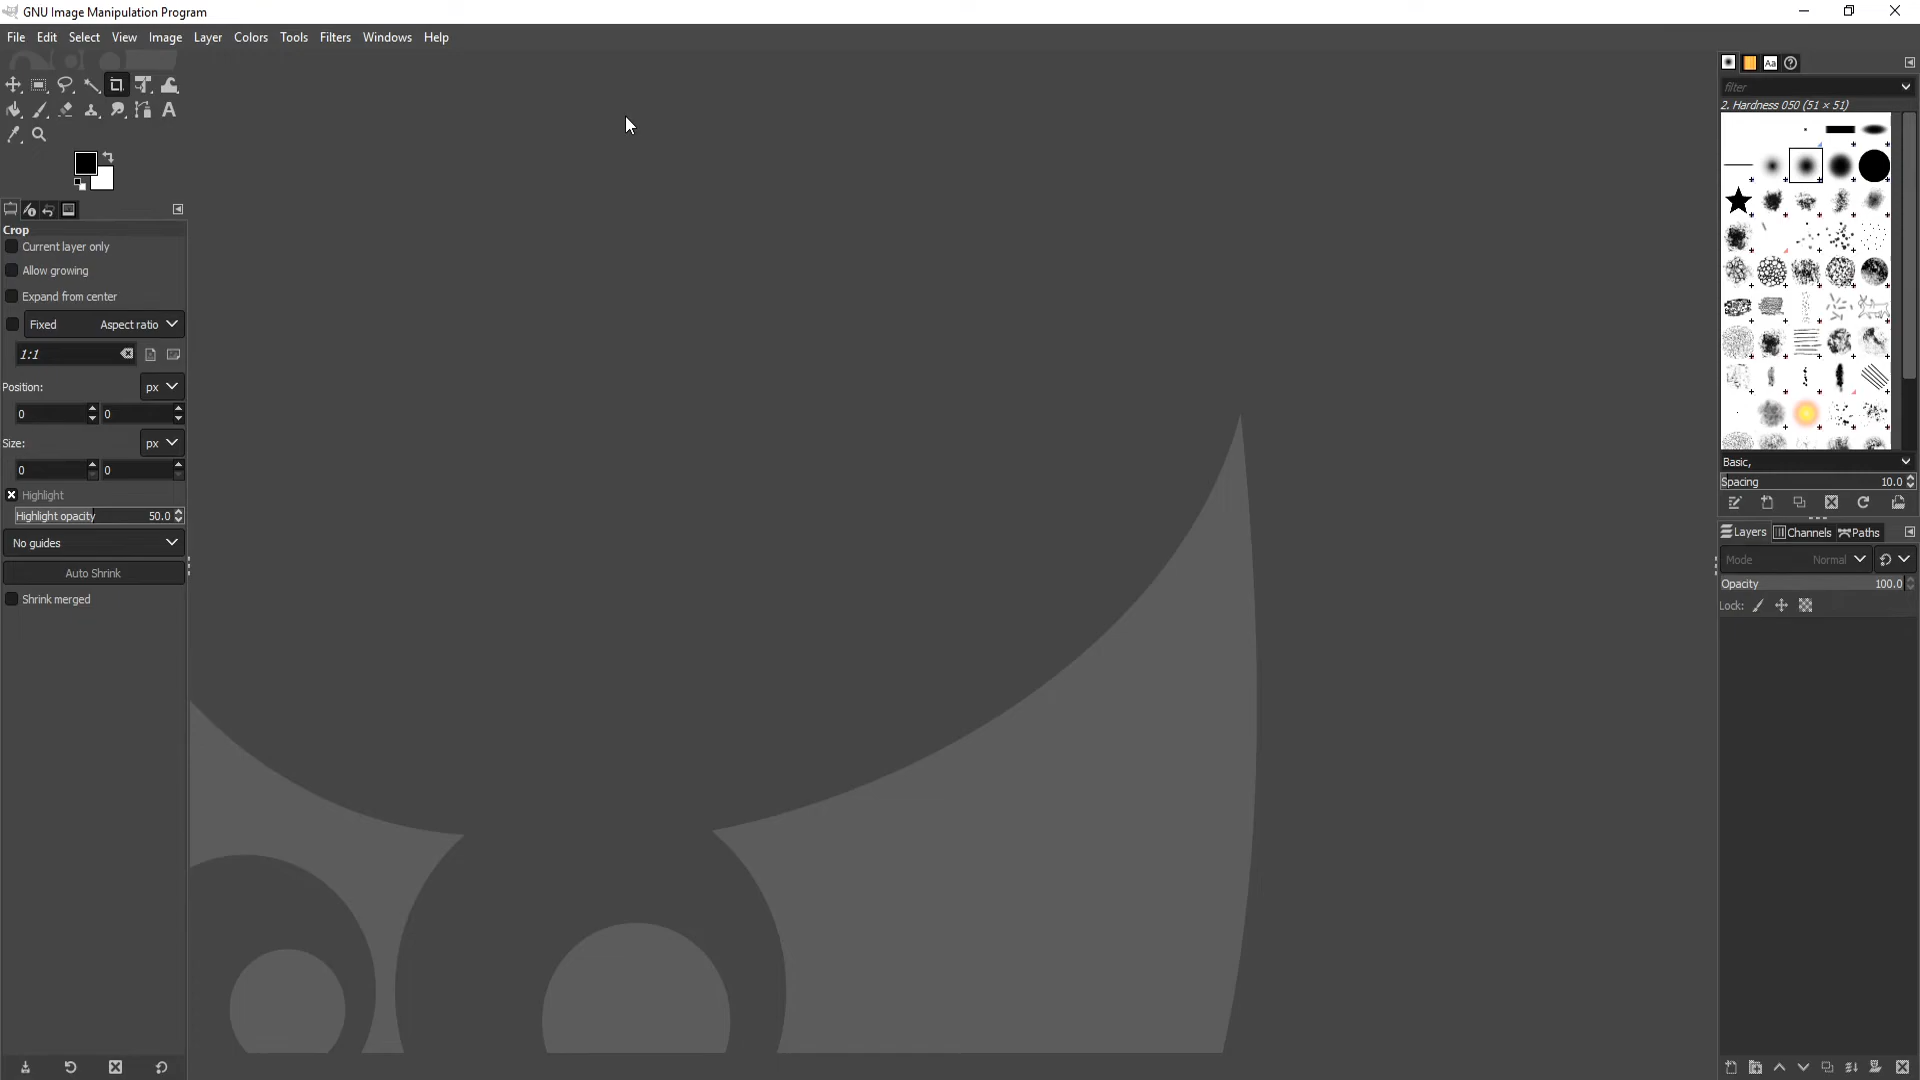 GNU Image Manipulation Program
File Edit Select View Image Layer Colors Tools Filters Windows Help
Crop
Current layer only
Allow growing
Expand from center
Fixed Aspect ratio
1:1
Position: px
0 0
Size: px
0 0
Highlight
Highlight opacity 50.0
No guides
Auto Shrink
Shrink merged
Aa
filter
2. Hardness 050 (51 × 51)
Basic,
Spacing 10.0
Layers Channels Paths
Mode Normal
Opacity 100.0
Lock: